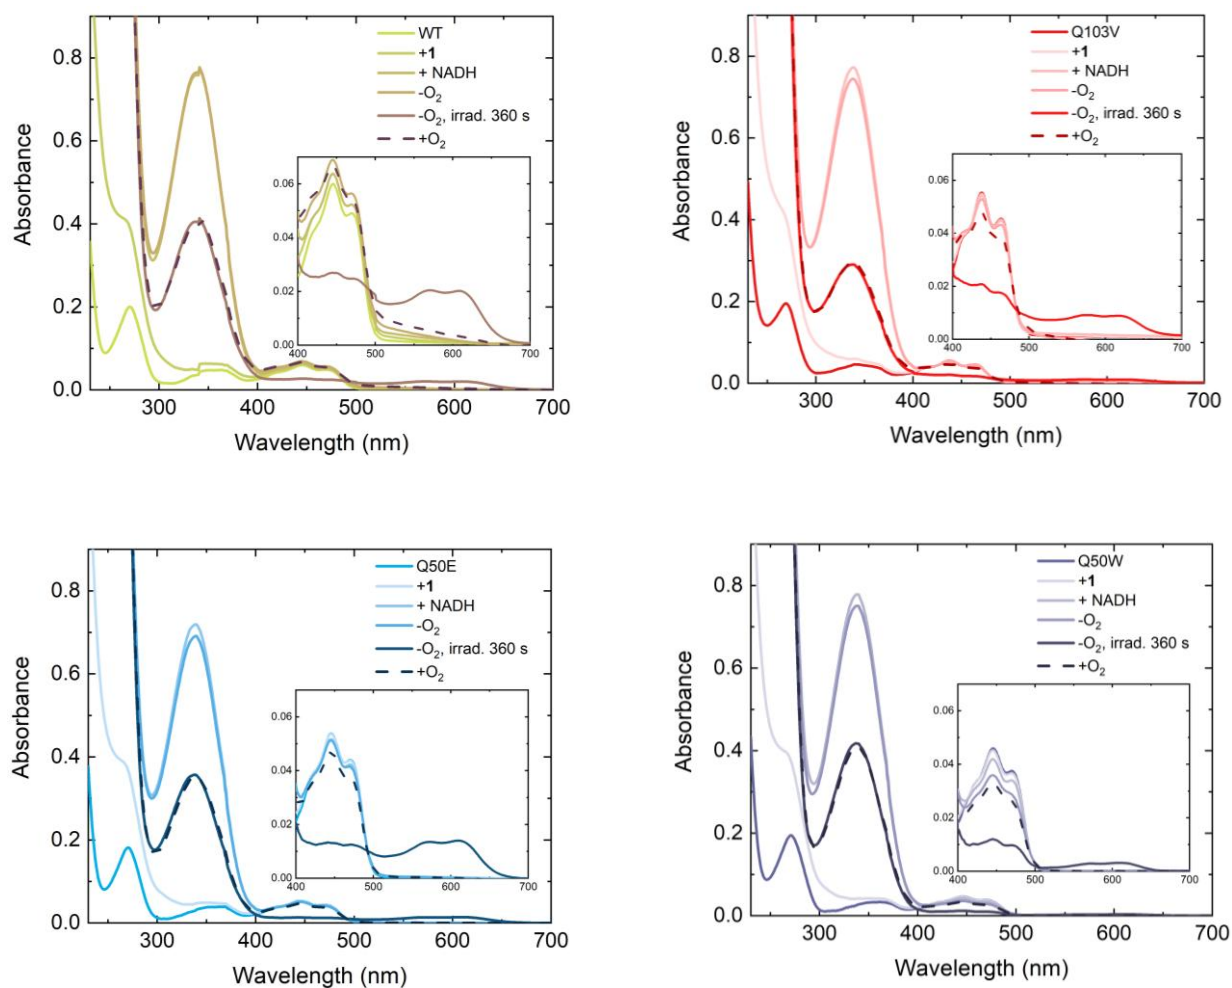 WT
+1
+ NADH
-O₂
-O₂, irrad. 360 s
+O₂
0.8
0.6
0.4
0.2
0.0
Absorbance
300
400
500
600
700
Wavelength (nm)
0.06
0.04
0.02
0.00
400
500
600
700
Q103V
+1
+ NADH
-O₂
-O₂, irrad. 360 s
+O₂
0.8
0.6
0.4
0.2
0.0
Absorbance
300
400
500
600
700
Wavelength (nm)
0.06
0.04
0.02
0.00
400
500
600
700
Q50E
+1
+ NADH
-O₂
-O₂, irrad. 360 s
+O₂
0.8
0.6
0.4
0.2
0.0
Absorbance
300
400
500
600
700
Wavelength (nm)
0.06
0.04
0.02
0.00
400
500
600
700
Q50W
+1
+ NADH
-O₂
-O₂, irrad. 360 s
+O₂
0.8
0.6
0.4
0.2
0.0
Absorbance
300
400
500
600
700
Wavelength (nm)
0.06
0.04
0.02
0.00
400
500
600
700